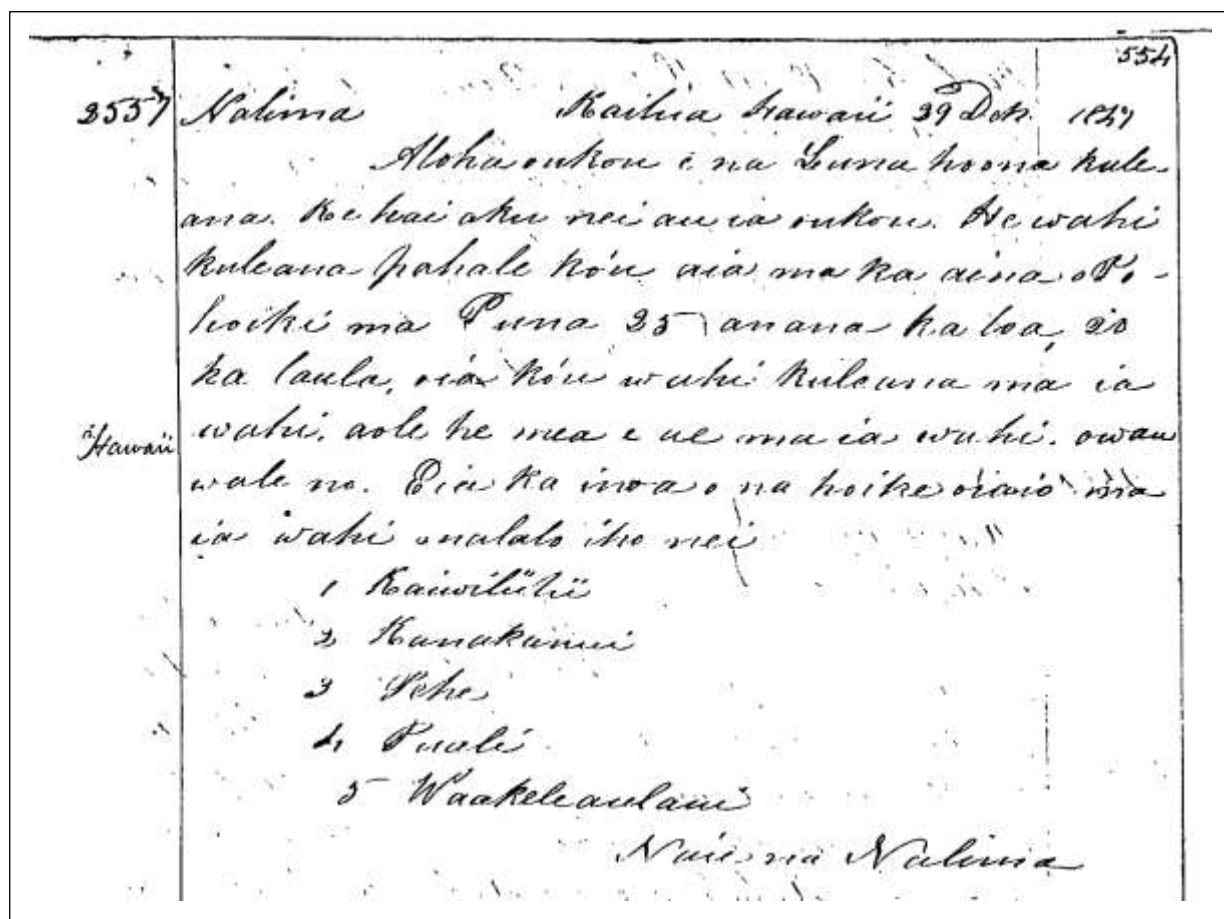 554
2557 Nalima Kailua Hawaii 29 Dek. 1847
Aloha oukou e na Luna hoona kule-
ana. Ke hai aku nei au ia oukou. He wahi
kuleana pahale ko'u aia ma ka aina o Po-
hoiki ma Puna 25 anana ka loa, 20
ka laula, oia ko'u wahi kuleana ma ia
Hawaii wahi. aole he mea e ae ma ia wahi. owau
wale no. Eia ka inoa o na hoike oiaio ma
ia wahi malalo iho nei
1 Kaiwiliilii
2 Kanakanui
3 Pehe
4 Puali
5 Waakeleaulani
Na'u na Nalima